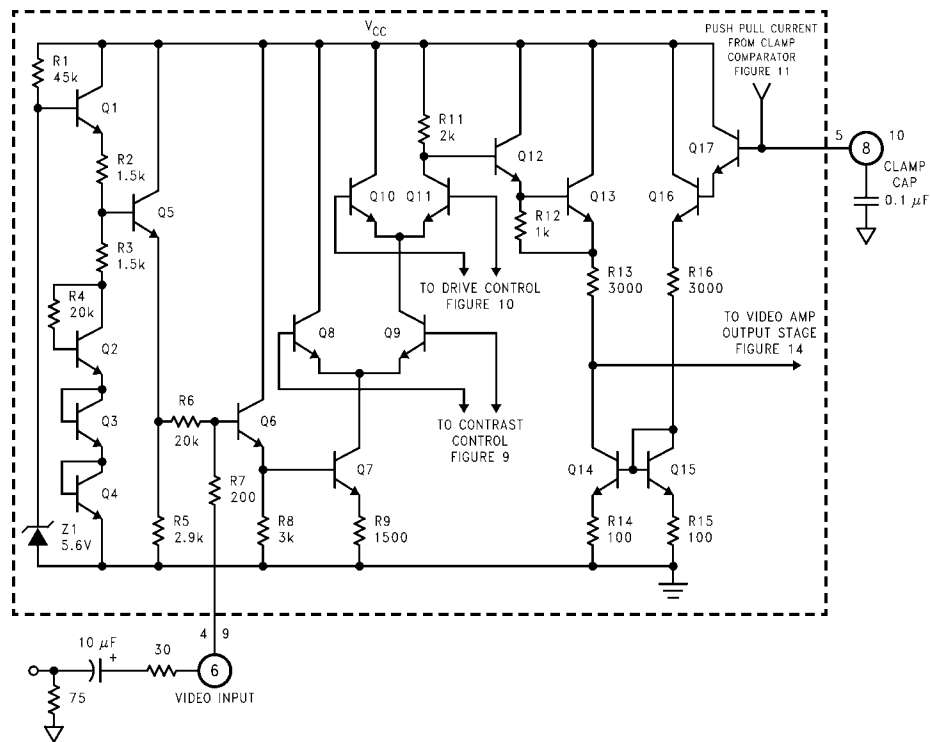 VCC
PUSH PULL CURRENT
FROM CLAMP
COMPARATOR
FIGURE 11
R1
45k
Q1
R2
1.5k
Q5
R3
1.5k
R4
20k
Q2
Q3
Q4
Z1
5.6V
R5
2.9k
R6
20k
R7
200
Q6
R8
3k
Q7
R9
1500
Q8
Q9
TO CONTRAST
CONTROL
FIGURE 9
Q10
Q11
TO DRIVE CONTROL
FIGURE 10
R11
2k
Q12
R12
1k
Q13
R13
3000
Q16
Q17
R16
3000
TO VIDEO AMP
OUTPUT STAGE
FIGURE 14
Q14
Q15
R14
100
R15
100
5
8
10
CLAMP
CAP
0.1 µF
4 9
10 µF
+
30
6
75
VIDEO INPUT